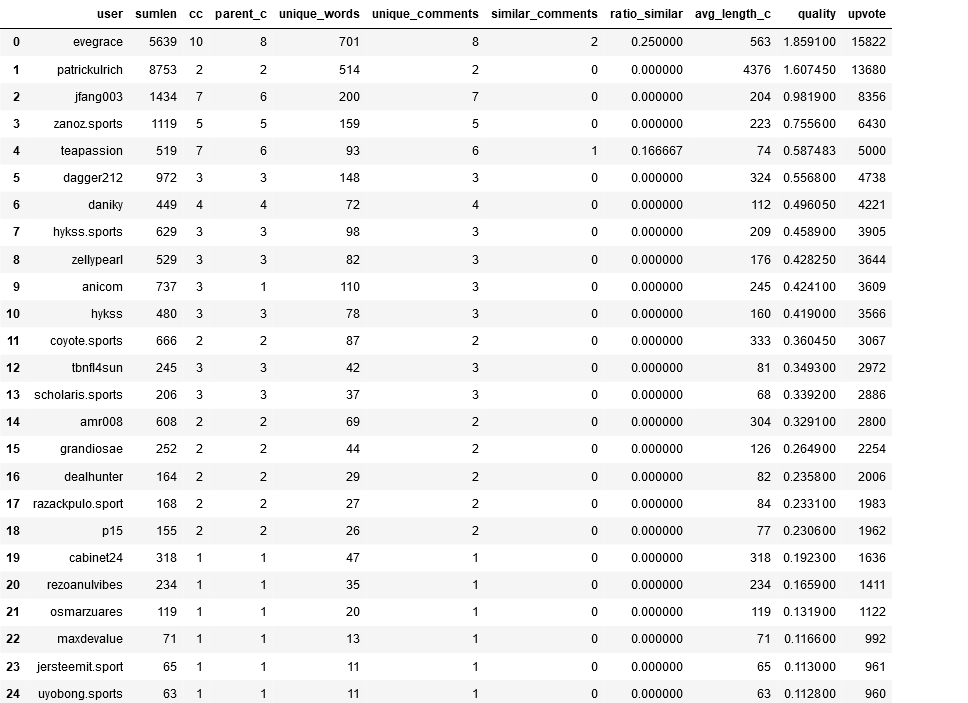 user sumlen cc parent_c unique_words unique_comments similar_comments ratio_similar avg_length_c quality upvote
0 evegrace 5639 10 8 701 8 2 0.250000 563 1.859100 15822
1 patrickulrich 8753 2 2 514 2 0 0.000000 4376 1.607450 13680
2 jfang003 1434 7 6 200 7 0 0.000000 204 0.981900 8356
3 zanoz.sports 1119 5 5 159 5 0 0.000000 223 0.755600 6430
4 teapassion 519 7 6 93 6 1 0.166667 74 0.587483 5000
5 dagger212 972 3 3 148 3 0 0.000000 324 0.556800 4738
6 daniky 449 4 4 72 4 0 0.000000 112 0.496050 4221
7 hykss.sports 629 3 3 98 3 0 0.000000 209 0.458900 3905
8 zellypearl 529 3 3 82 3 0 0.000000 176 0.428250 3644
9 anicom 737 3 1 110 3 0 0.000000 245 0.424100 3609
10 hykss 480 3 3 78 3 0 0.000000 160 0.419000 3566
11 coyote.sports 666 2 2 87 2 0 0.000000 333 0.360450 3067
12 tbnfl4sun 245 3 3 42 3 0 0.000000 81 0.349300 2972
13 scholaris.sports 206 3 3 37 3 0 0.000000 68 0.339200 2886
14 amr008 608 2 2 69 2 0 0.000000 304 0.329100 2800
15 grandiosae 252 2 2 44 2 0 0.000000 126 0.264900 2254
16 dealhunter 164 2 2 29 2 0 0.000000 82 0.235800 2006
17 razackpulo.sport 168 2 2 27 2 0 0.000000 84 0.233100 1983
18 p15 155 2 2 26 2 0 0.000000 77 0.230600 1962
19 cabinet24 318 1 1 47 1 0 0.000000 318 0.192300 1636
20 rezoanulvibes 234 1 1 35 1 0 0.000000 234 0.165900 1411
21 osmarzuares 119 1 1 20 1 0 0.000000 119 0.131900 1122
22 maxdevalue 71 1 1 13 1 0 0.000000 71 0.116600 992
23 jersteemit.sport 65 1 1 11 1 0 0.000000 65 0.113000 961
24 uyobong.sports 63 1 1 11 1 0 0.000000 63 0.112800 960